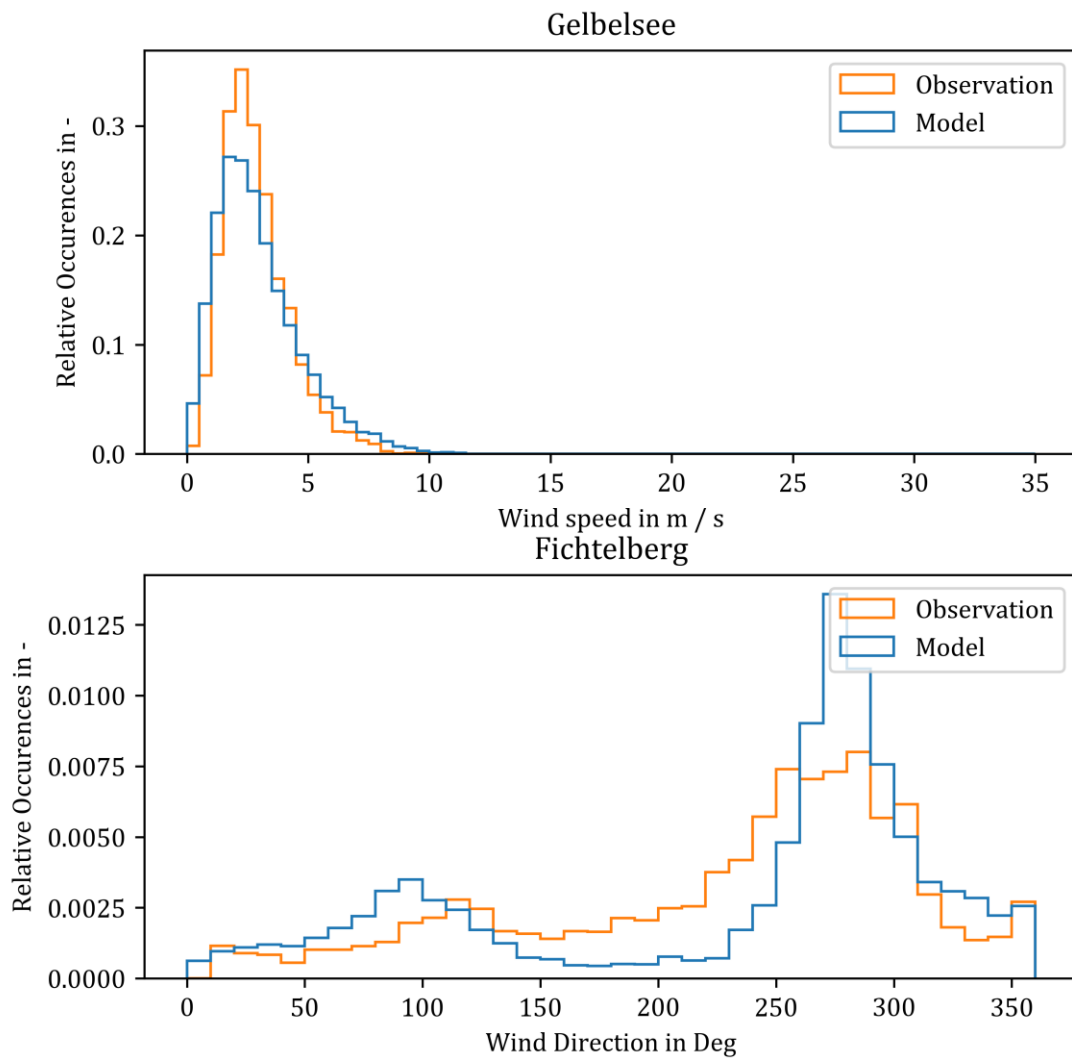 Gelbelsee
Relative Occurences in -
0.3
0.2
0.1
0.0
Observation
Model
0 5 10 15 20 25 30 35
Wind speed in m / s
Fichtelberg
Relative Occurences in -
0.0125
0.0100
0.0075
0.0050
0.0025
0.0000
Observation
Model
0 50 100 150 200 250 300 350
Wind Direction in Deg